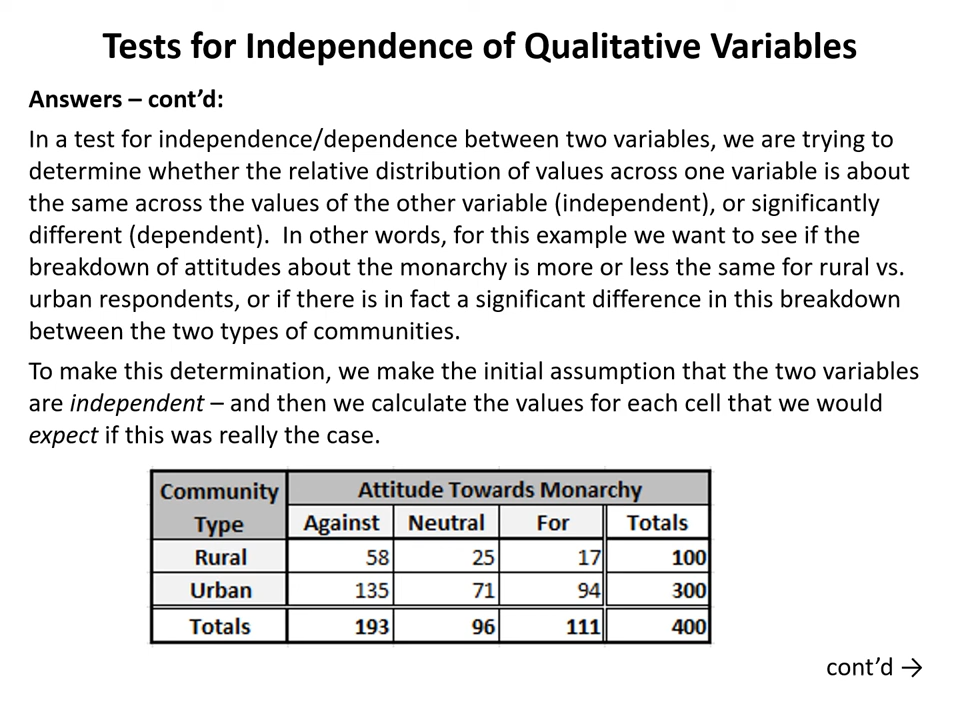 Tests for Independence of Qualitative Variables
Answers – cont’d:
In a test for independence/dependence between two variables, we are trying to
determine whether the relative distribution of values across one variable is about
the same across the values of the other variable (independent), or significantly
different (dependent).  In other words, for this example we want to see if the
breakdown of attitudes about the monarchy is more or less the same for rural vs.
urban respondents, or if there is in fact a significant difference in this breakdown
between the two types of communities.
To make this determination, we make the initial assumption that the two variables
are independent – and then we calculate the values for each cell that we would
expect if this was really the case.
Community Type Attitude Towards Monarchy
Against Neutral For Totals
Rural 58 25 17 100
Urban 135 71 94 300
Totals 193 96 111 400
cont’d →